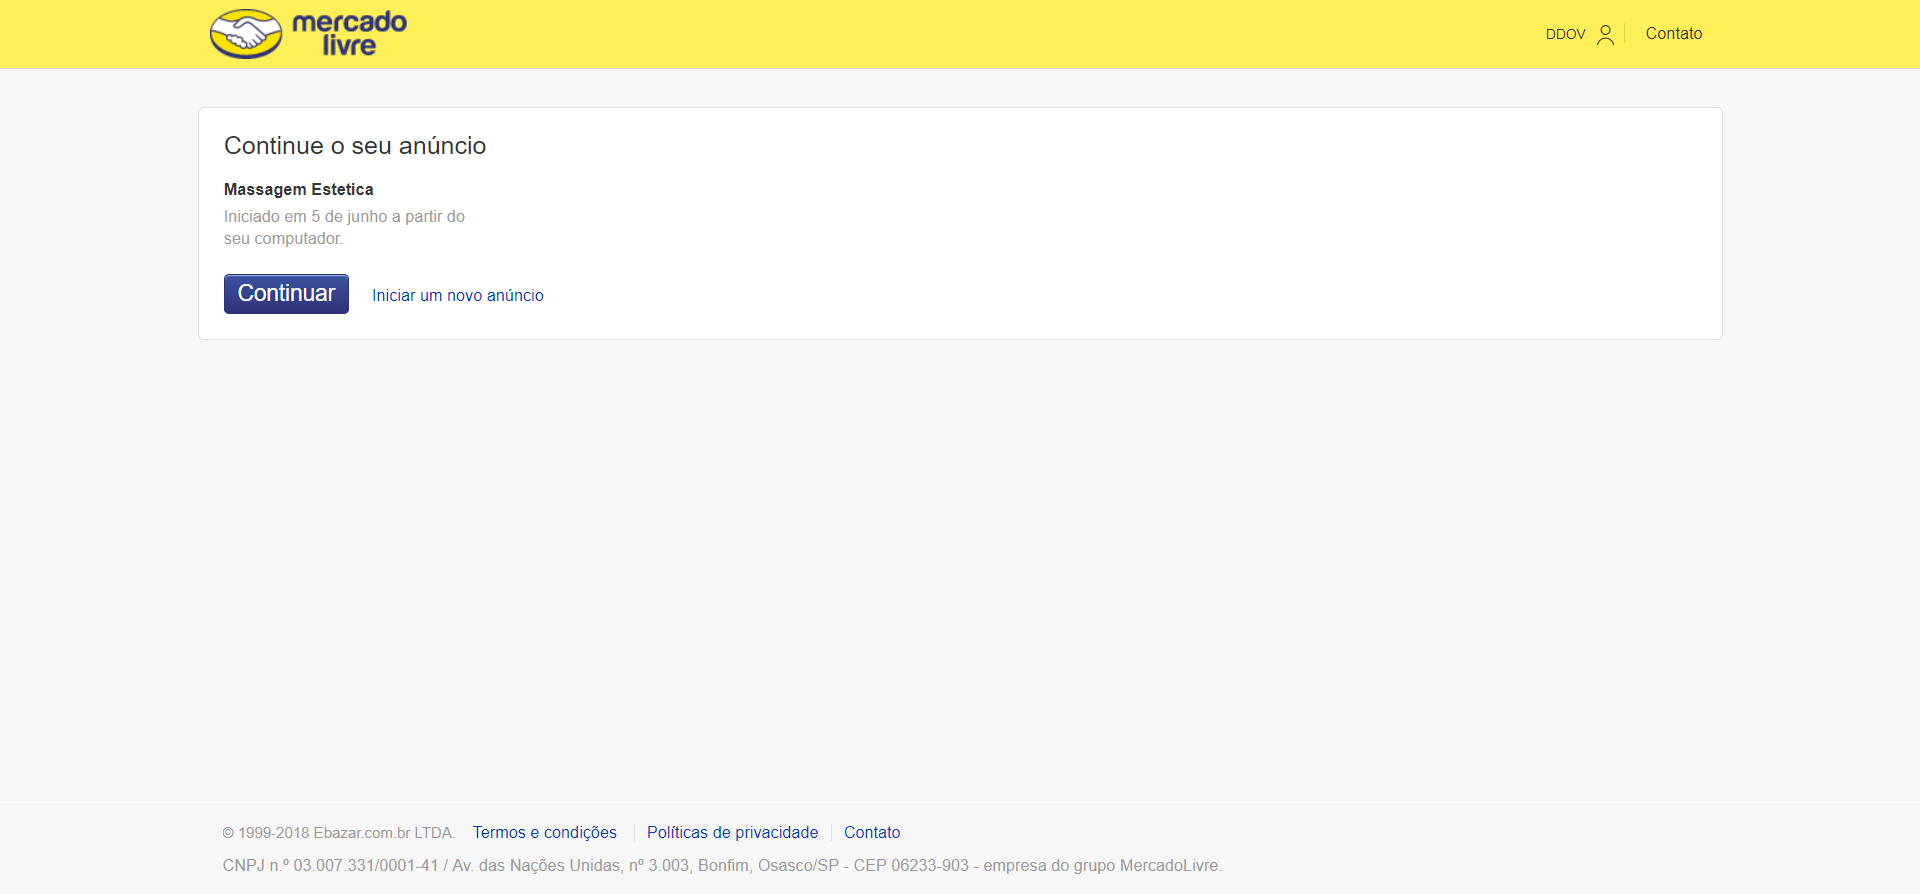 mercado
livre
DDOV
Contato
Continue o seu anúncio
Massagem Estetica
Iniciado em 5 de junho a partir do
seu computador.
Continuar
Iniciar um novo anúncio
© 1999-2018 Ebazar.com.br LTDA. Termos e condições Políticas de privacidade Contato
CNPJ n.º 03.007.331/0001-41 / Av. das Nações Unidas, nº 3.003, Bonfim, Osasco/SP - CEP 06233-903 - empresa do grupo MercadoLivre.